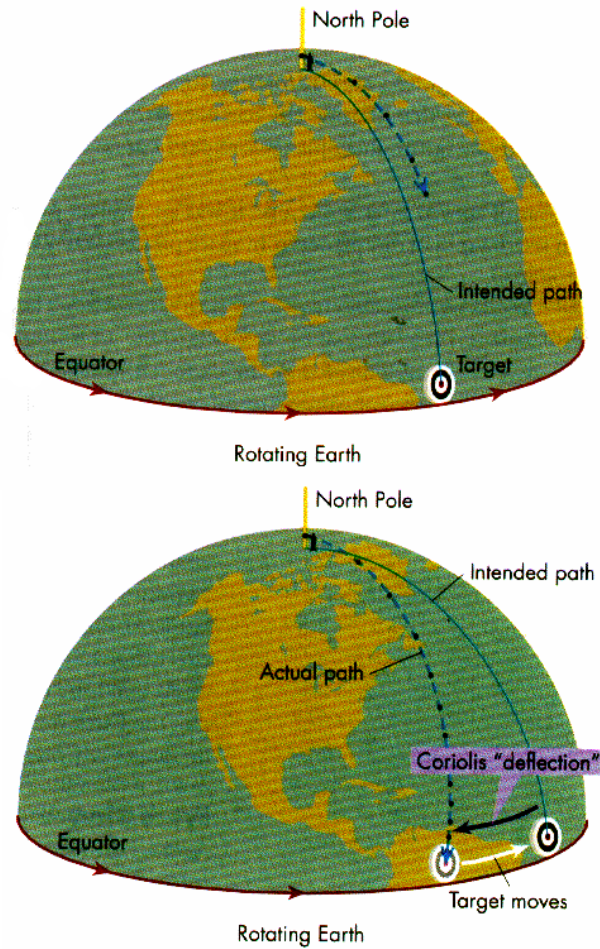 North Pole
Intended path
Equator
Target
Rotating Earth
North Pole
Intended path
Actual path
Coriolis "deflection"
Equator
Target moves
Rotating Earth